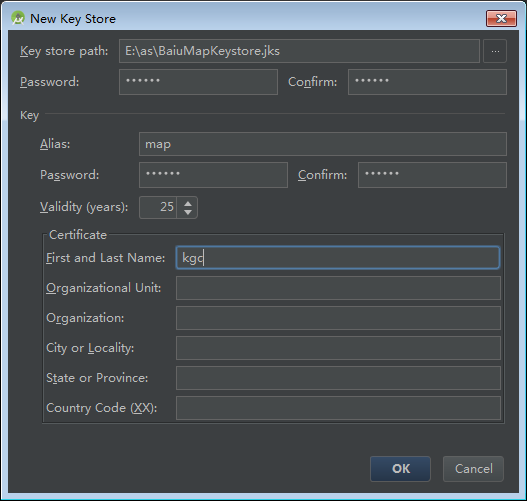 New Key Store
Key store path: E:\as\BaiuMapKeystore.jks ...
Password: •••••• Confirm: ••••••
Key
Alias: map
Password: •••••• Confirm: ••••••
Validity (years): 25
Certificate
First and Last Name: kgc
Organizational Unit:
Organization:
City or Locality:
State or Province:
Country Code (XX):
OK Cancel